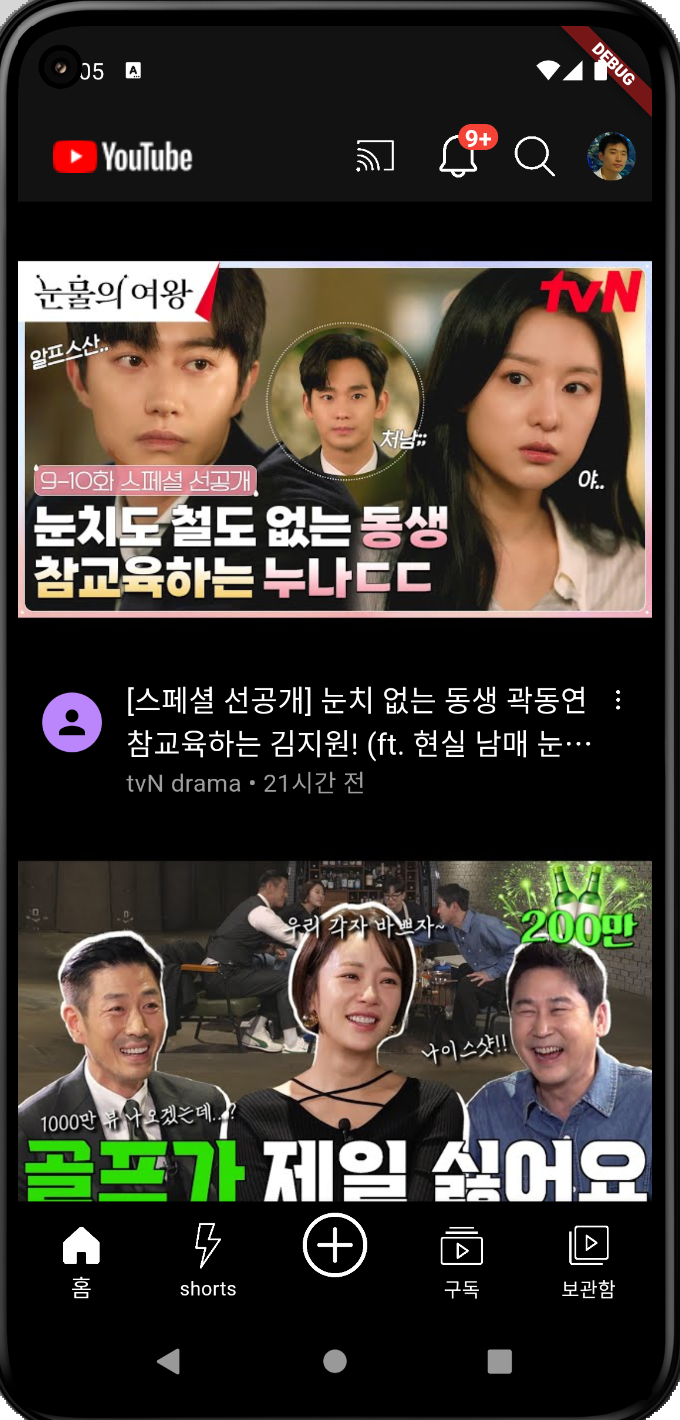 05
A
DEBUG
YouTube
9+
눈물의 여왕
tvN
알프스산..
처남;;
야..
9-10화 스페셜 선공개
눈치도 철도 없는 동생
참교육하는 누나ㄷㄷ
[스페셜 선공개] 눈치 없는 동생 곽동연
참교육하는 김지원! (ft. 현실 남매 눈…
tvN drama • 21시간 전
우리 각자 바쁘자~
200만
나이스샷!!
1000만 뷰 나오겠는데..?
골프가 제일 싫어요
홈
shorts
구독
보관함